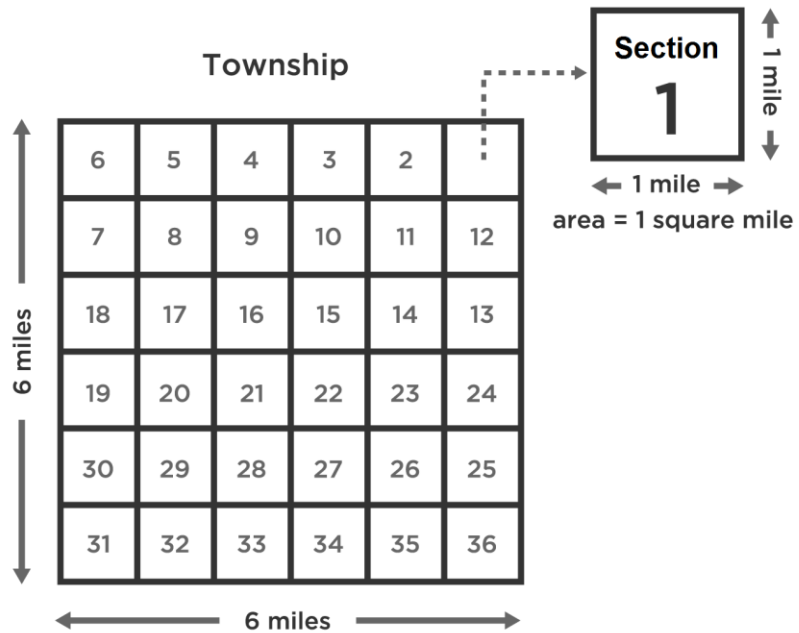 Township
Section
1
1 mile
1 mile
area = 1 square mile
6 5 4 3 2
7 8 9 10 11 12
18 17 16 15 14 13
19 20 21 22 23 24
30 29 28 27 26 25
31 32 33 34 35 36
6 miles
6 miles